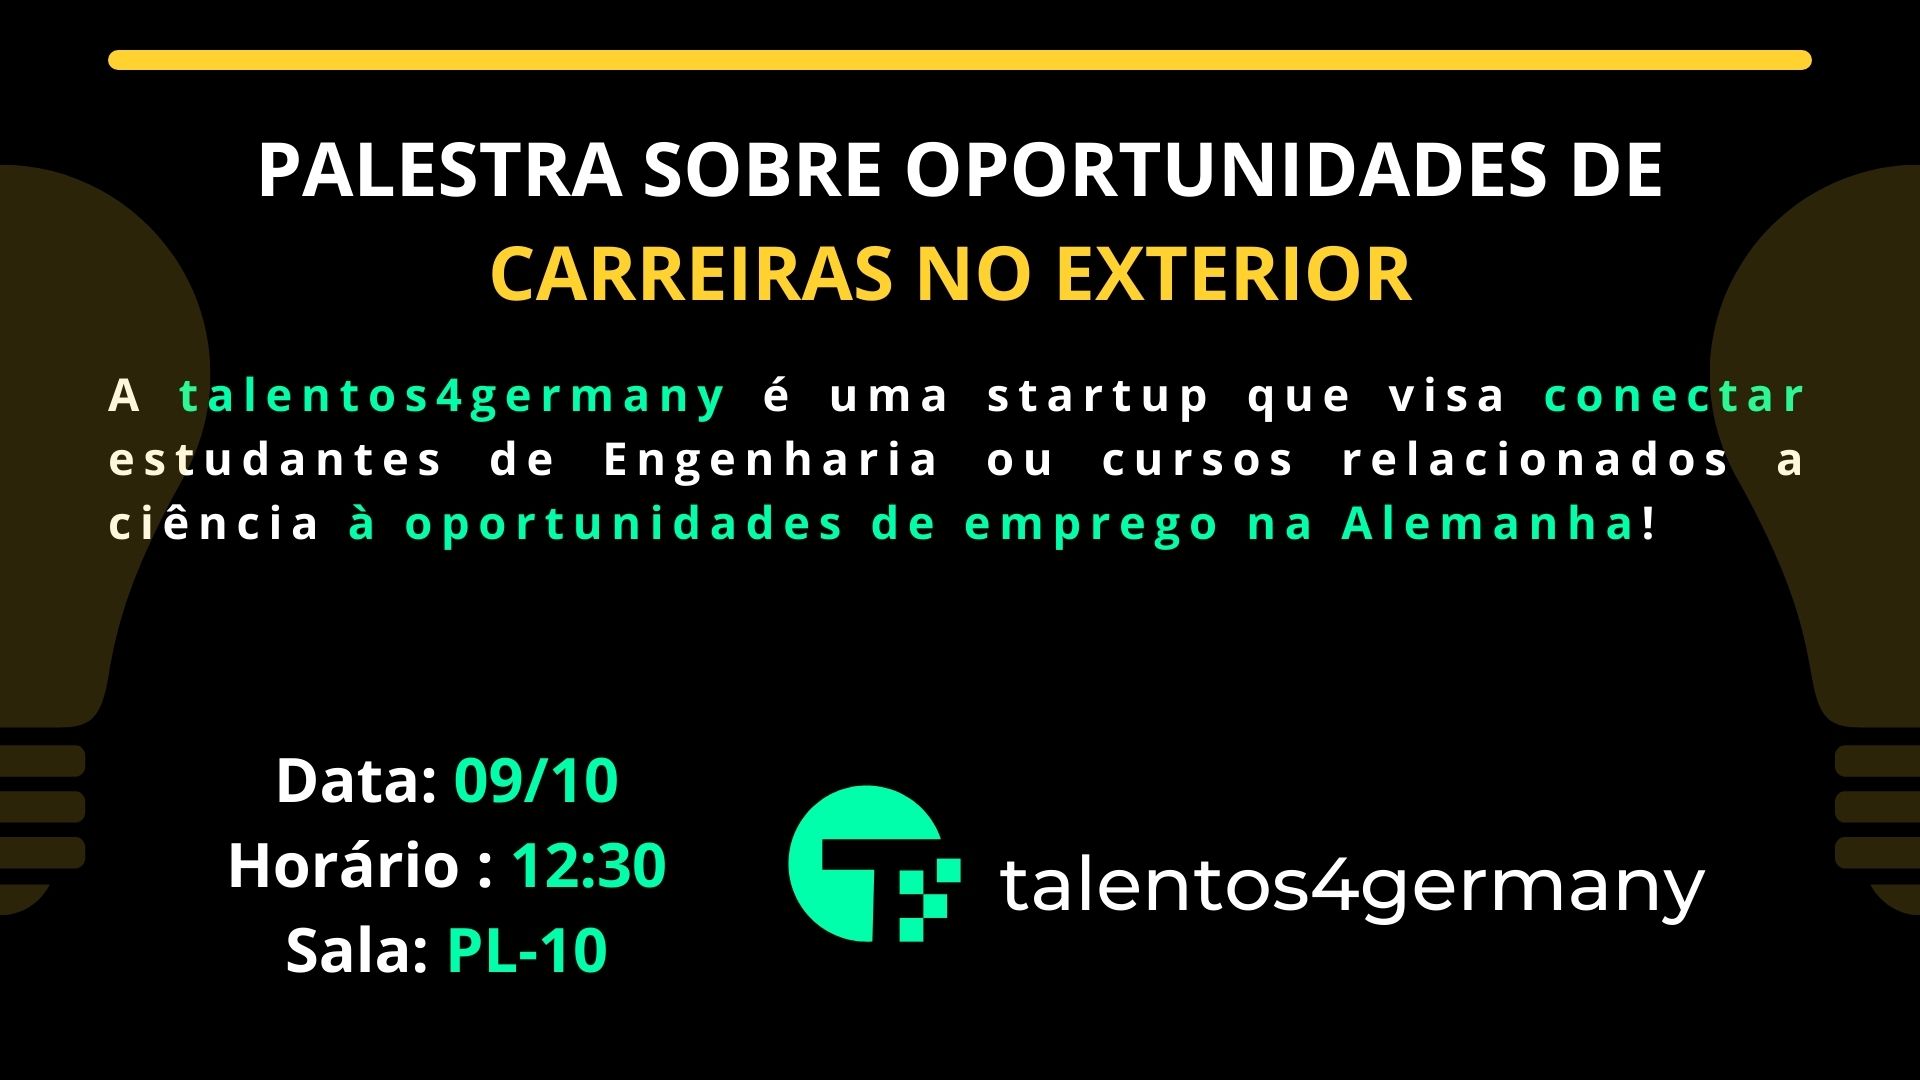 PALESTRA SOBRE OPORTUNIDADES DE
CARREIRAS NO EXTERIOR
A talentos4germany é uma startup que visa conectar
estudantes de Engenharia ou cursos relacionados a
ciência à oportunidades de emprego na Alemanha!
Data: 09/10
Horário : 12:30
Sala: PL-10
talentos4germany